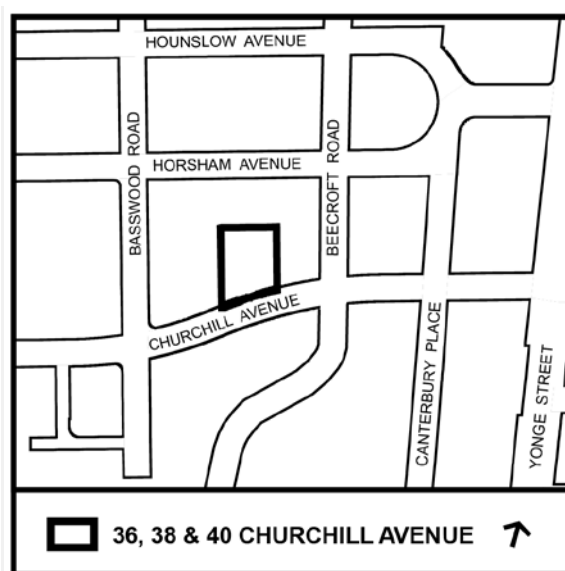 HOUNSLOW AVENUE
BASSWOOD ROAD
HORSHAM AVENUE
BEECROFT ROAD
CHURCHILL AVENUE
CANTERBURY PLACE
YONGE STREET
36, 38 & 40 CHURCHILL AVENUE